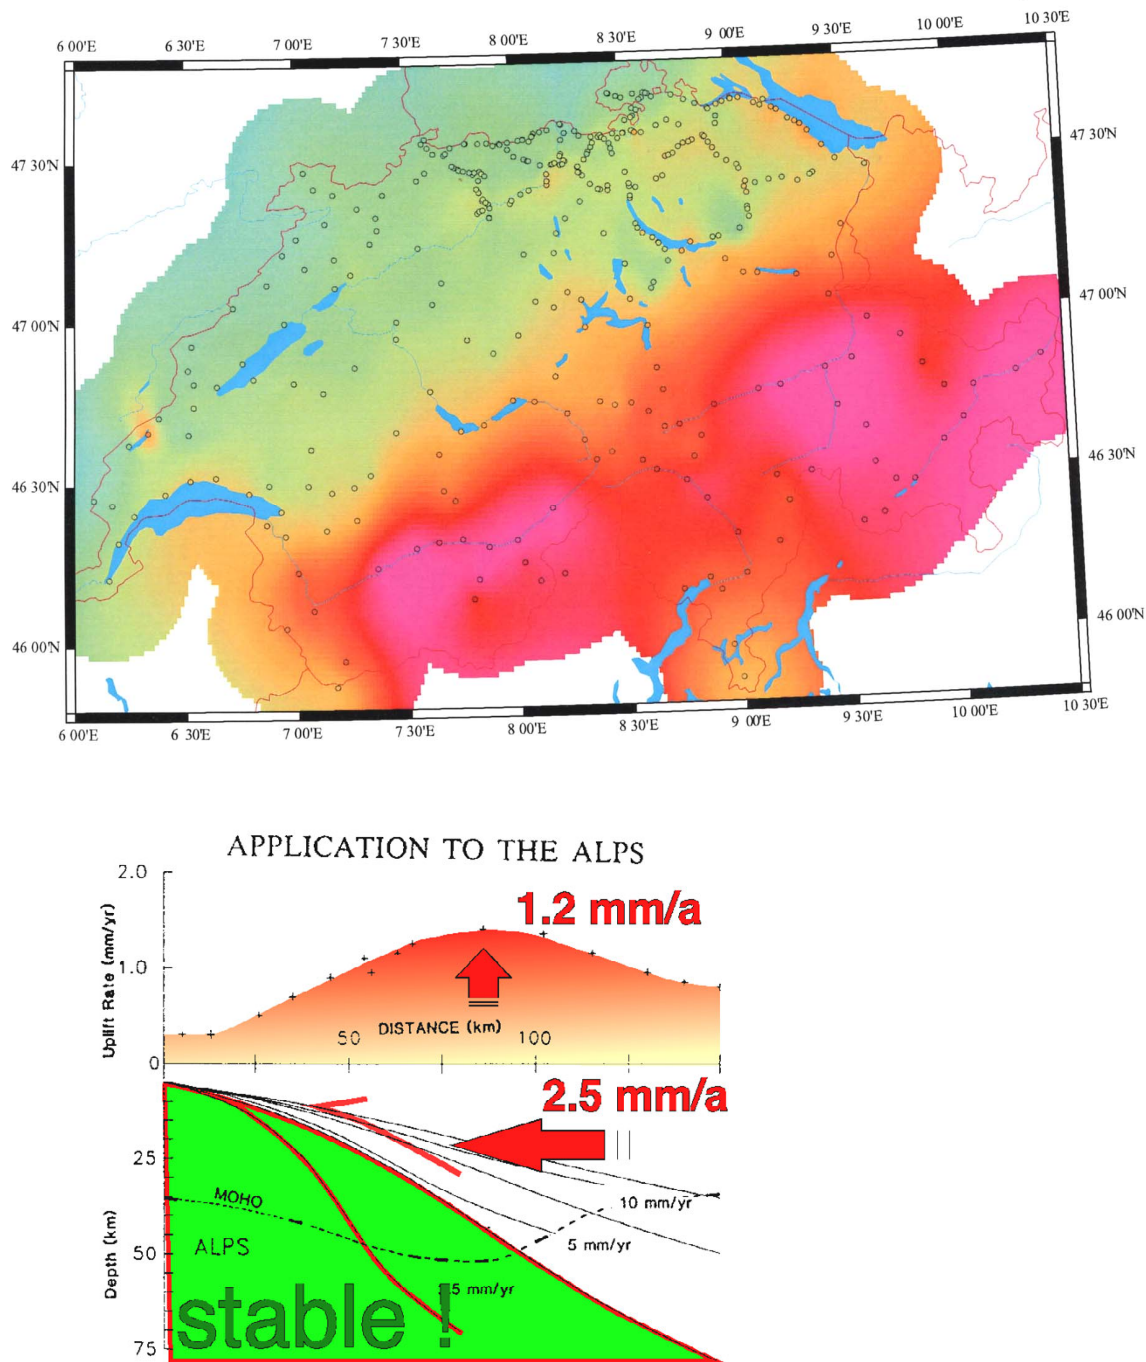 6 00'E 6 30'E 7 00'E 7 30'E 8 00'E 8 30'E 9 00'E 9 30'E 10 00'E 10 30'E
47 30'N 47 30'N
47 00'N 47 00'N
46 30'N 46 30'N
46 00'N 46 00'N
6 00'E 6 30'E 7 00'E 7 30'E 8 00'E 8 30'E 9 00'E 9 30'E 10 00'E 10 30'E
APPLICATION TO THE ALPS
2.0
1.2 mm/a
Uplift Rate (mm/yr)
1.0
50 DISTANCE (km) 100
0
2.5 mm/a
25
MOHO
10 mm/yr
5 mm/yr
Depth (km)
ALPS
50
.5 mm/yr
stable !
75